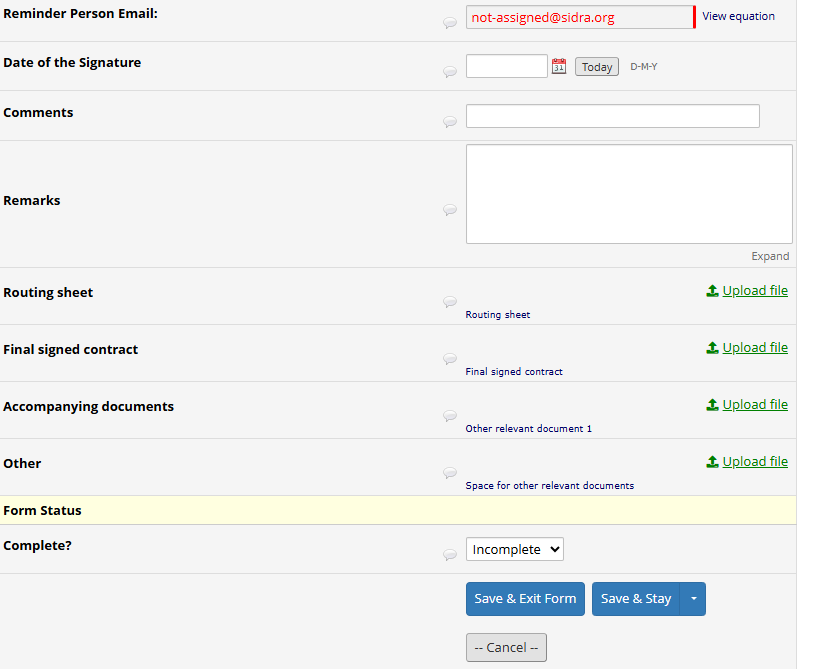 Reminder Person Email:
not-assigned@sidra.org
View equation
Date of the Signature
31
Today
D-M-Y
Comments
Remarks
Expand
Routing sheet
Upload file
Routing sheet
Final signed contract
Upload file
Final signed contract
Accompanying documents
Upload file
Other relevant document 1
Other
Upload file
Space for other relevant documents
Form Status
Complete?
Incomplete
Save & Exit Form
Save & Stay
-- Cancel --